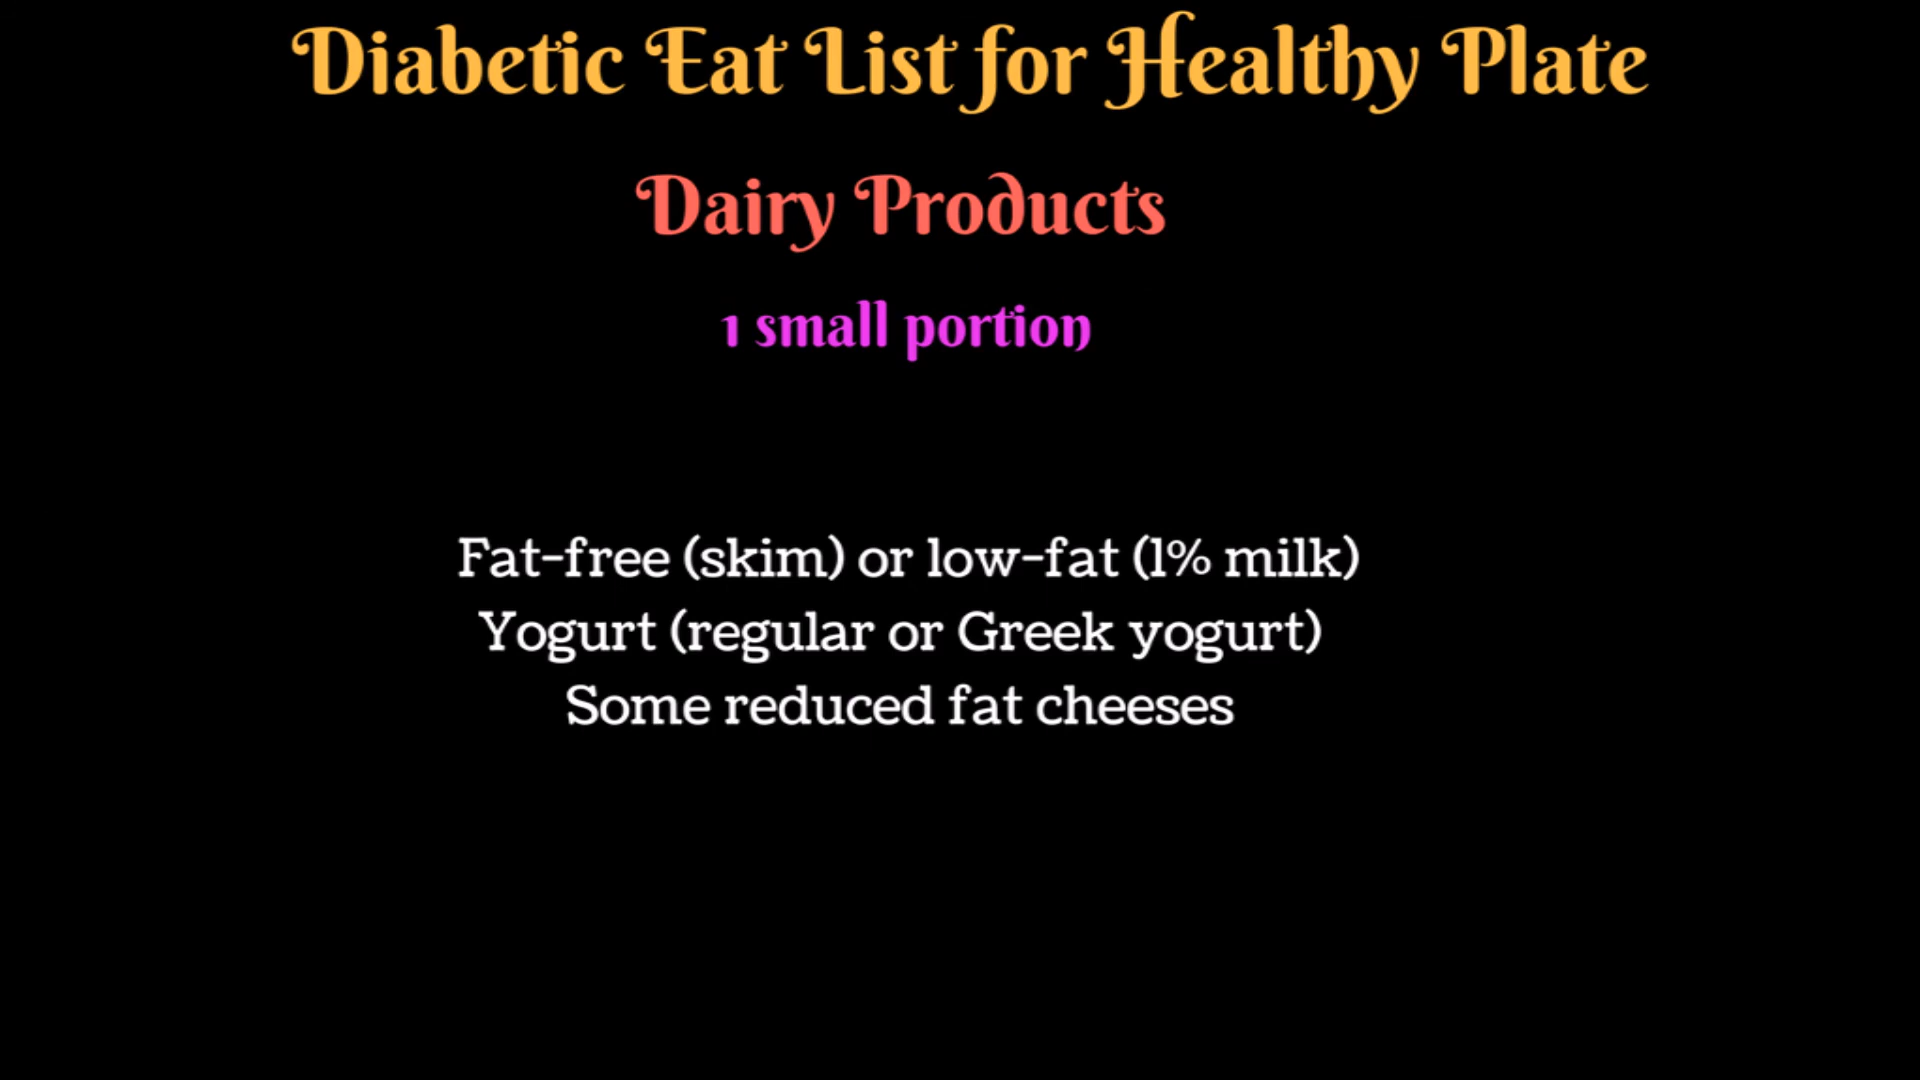 Diabetic Eat List for Healthy Plate
Dairy Products
1 small portion
Fat-free (skim) or low-fat (1% milk)
Yogurt (regular or Greek yogurt)
Some reduced fat cheeses